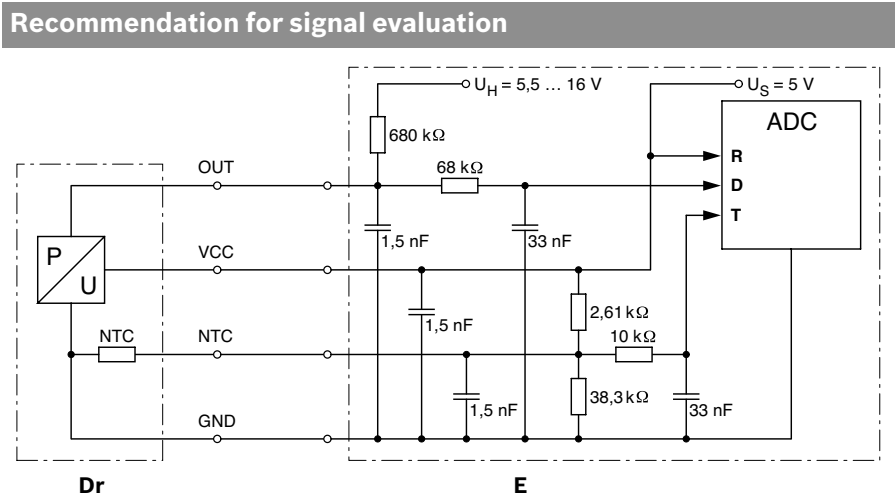 Recommendation for signal evaluation
U_H = 5,5 ... 16 V
U_S = 5 V
ADC
680 kΩ
R
OUT
68 kΩ
D
T
1,5 nF
33 nF
P
U
VCC
2,61 kΩ
1,5 nF
NTC
NTC
10 kΩ
38,3 kΩ
1,5 nF
33 nF
GND
Dr
E